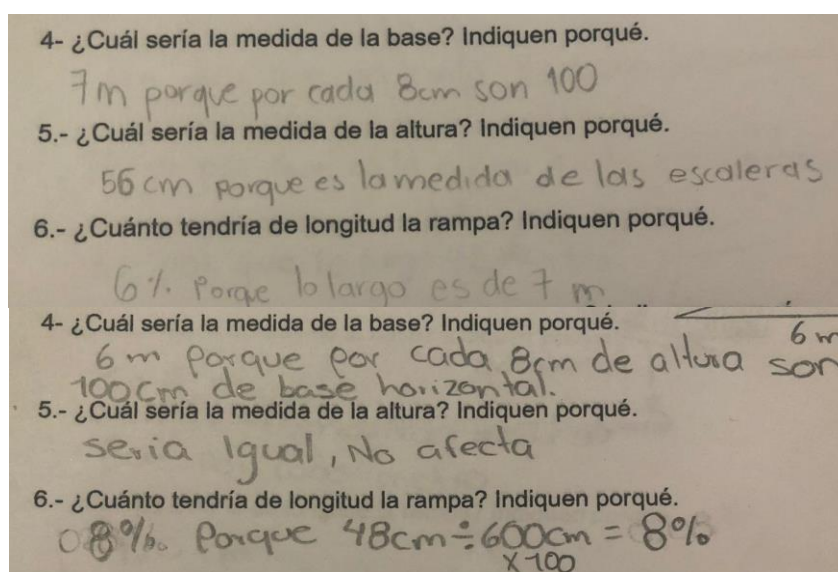 4- ¿Cuál sería la medida de la base? Indiquen porqué.
7m porque por cada 8cm son 100
5.- ¿Cuál sería la medida de la altura? Indiquen porqué.
56 cm porque es la medida de las escaleras
6.- ¿Cuánto tendría de longitud la rampa? Indiquen porqué.
6%. Porque lo largo es de 7 m
4- ¿Cuál sería la medida de la base? Indiquen porqué.
6 m
6 m porque por cada 8cm de altura son
100cm de base horizontal.
5.- ¿Cuál sería la medida de la altura? Indiquen porqué.
seria Igual, No afecta
6.- ¿Cuánto tendría de longitud la rampa? Indiquen porqué.
8%. Porque 48cm÷600cm = 8%
x 100